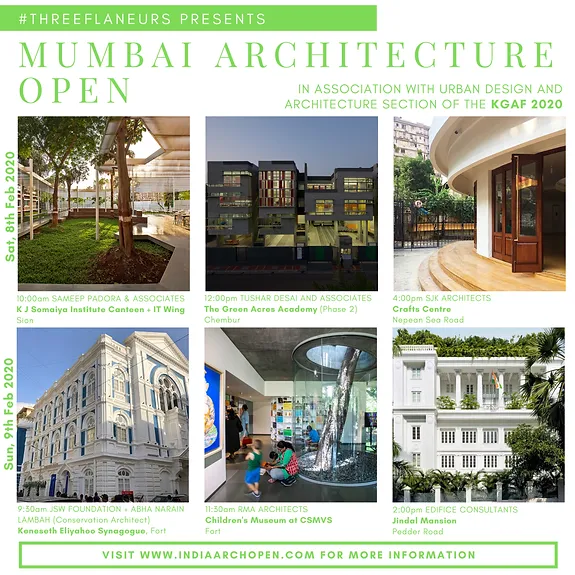 #THREEFLANEURS PRESENTS
MUMBAI ARCHITECTURE
OPEN
IN ASSOCIATION WITH URBAN DESIGN AND
ARCHITECTURE SECTION OF THE KGAF 2020
Sat, 8th Feb 2020
10:00am SAMEEP PADORA & ASSOCIATES
K J Somaiya Institute Canteen + IT Wing
Sion
12:00pm TUSHAR DESAI AND ASSOCIATES
The Green Acres Academy (Phase 2)
Chembur
4:00pm SJK ARCHITECTS
Crafts Centre
Nepean Sea Road
Sun, 9th Feb 2020
9:30am JSW FOUNDATION + ABHA NARAIN
LAMBAH (Conservation Architect)
Keneseth Eliyahoo Synagogue, Fort
11:30am RMA ARCHITECTS
Children's Museum at CSMVS
Fort
2:00pm EDIFICE CONSULTANTS
Jindal Mansion
Pedder Road
VISIT WWW.INDIAARCHOPEN.COM FOR MORE INFORMATION